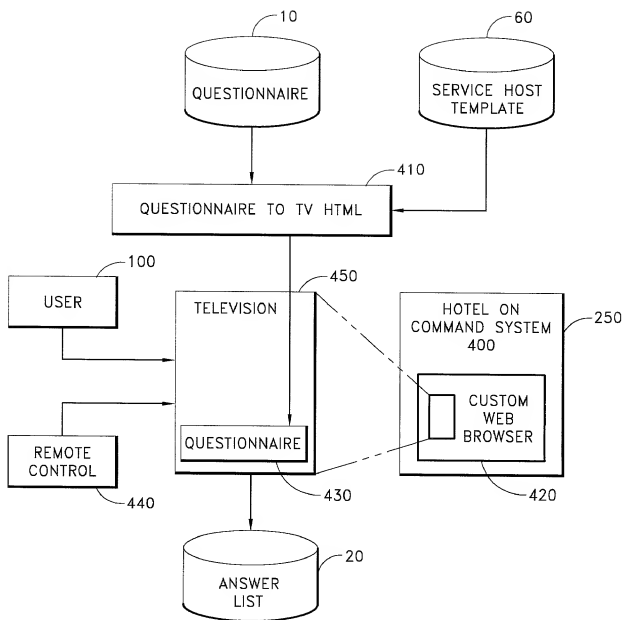 10
QUESTIONNAIRE
60
SERVICE HOST
TEMPLATE
410
QUESTIONNAIRE TO TV HTML
100
USER
450
TELEVISION
HOTEL ON
COMMAND SYSTEM
400
250
CUSTOM
WEB
BROWSER
420
REMOTE
CONTROL
440
QUESTIONNAIRE
430
20
ANSWER
LIST